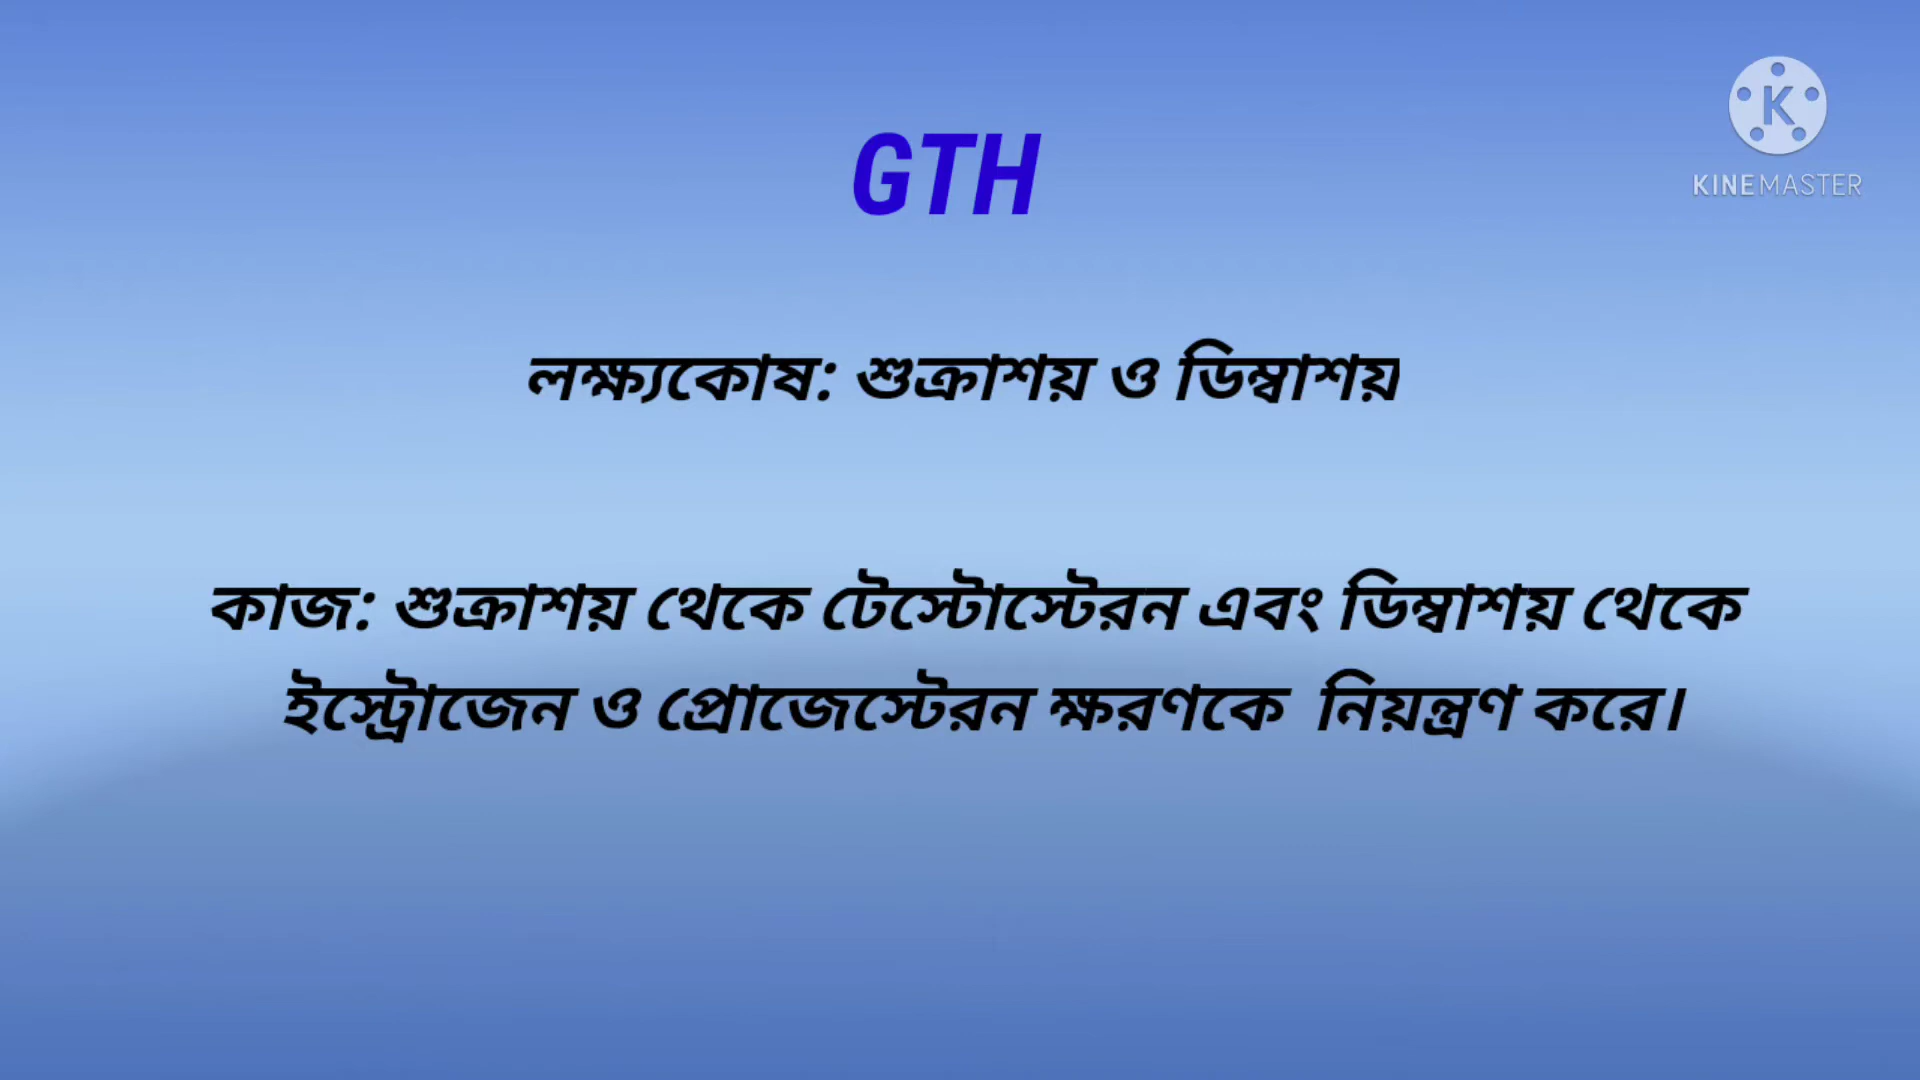 K
KINEMASTER
GTH
লক্ষ্যকোষ: শুক্রাশয় ও ডিম্বাশয়
কাজ: শুক্রাশয় থেকে টেস্টোস্টেরন এবং ডিম্বাশয় থেকে
ইস্ট্রোজেন ও প্রোজেস্টেরন ক্ষরণকে নিয়ন্ত্রণ করে।